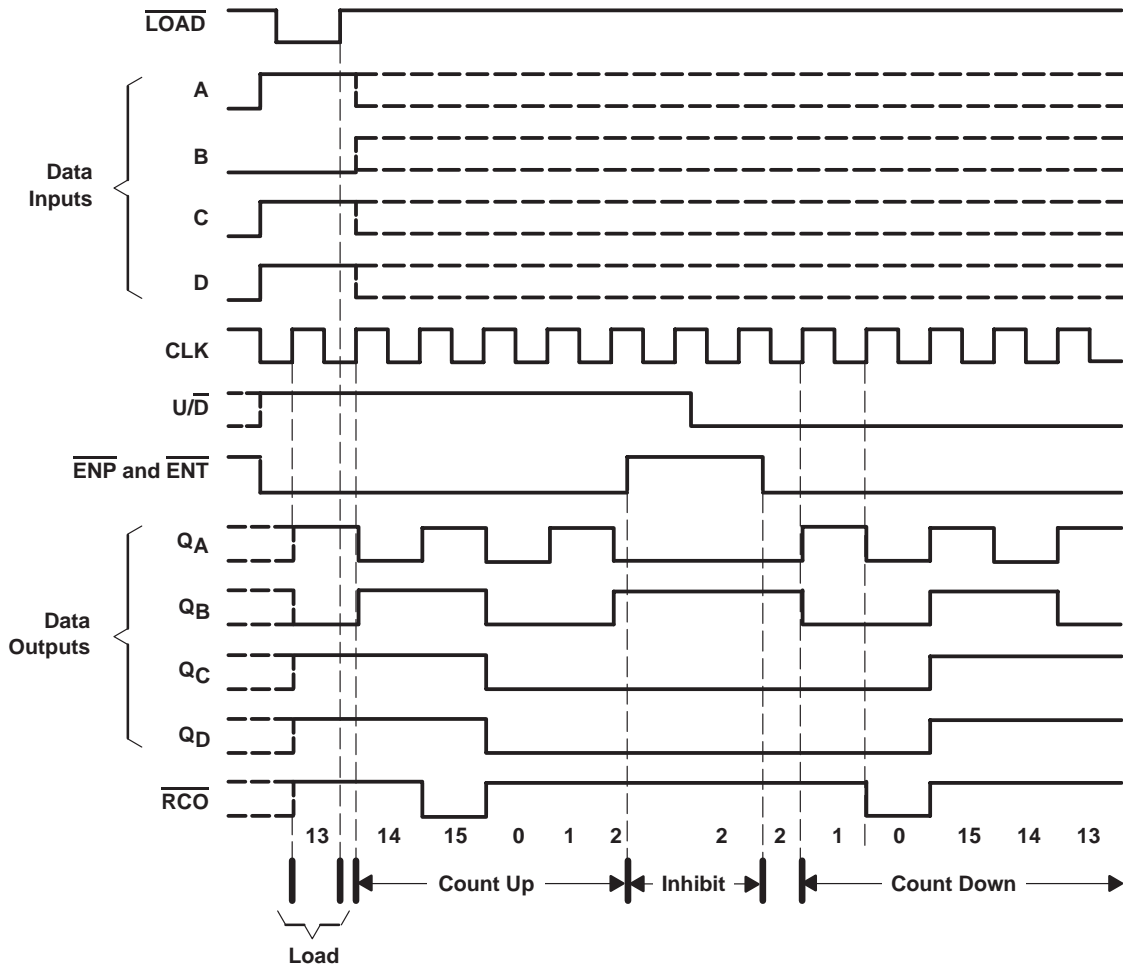 LOAD
A
B
Data
Inputs
C
D
CLK
U/D
ENP and ENT
QA
QB
Data
Outputs
QC
QD
RCO
13 14 15 0 1 2 2 2 1 0 15 14 13
Count Up Inhibit Count Down
Load